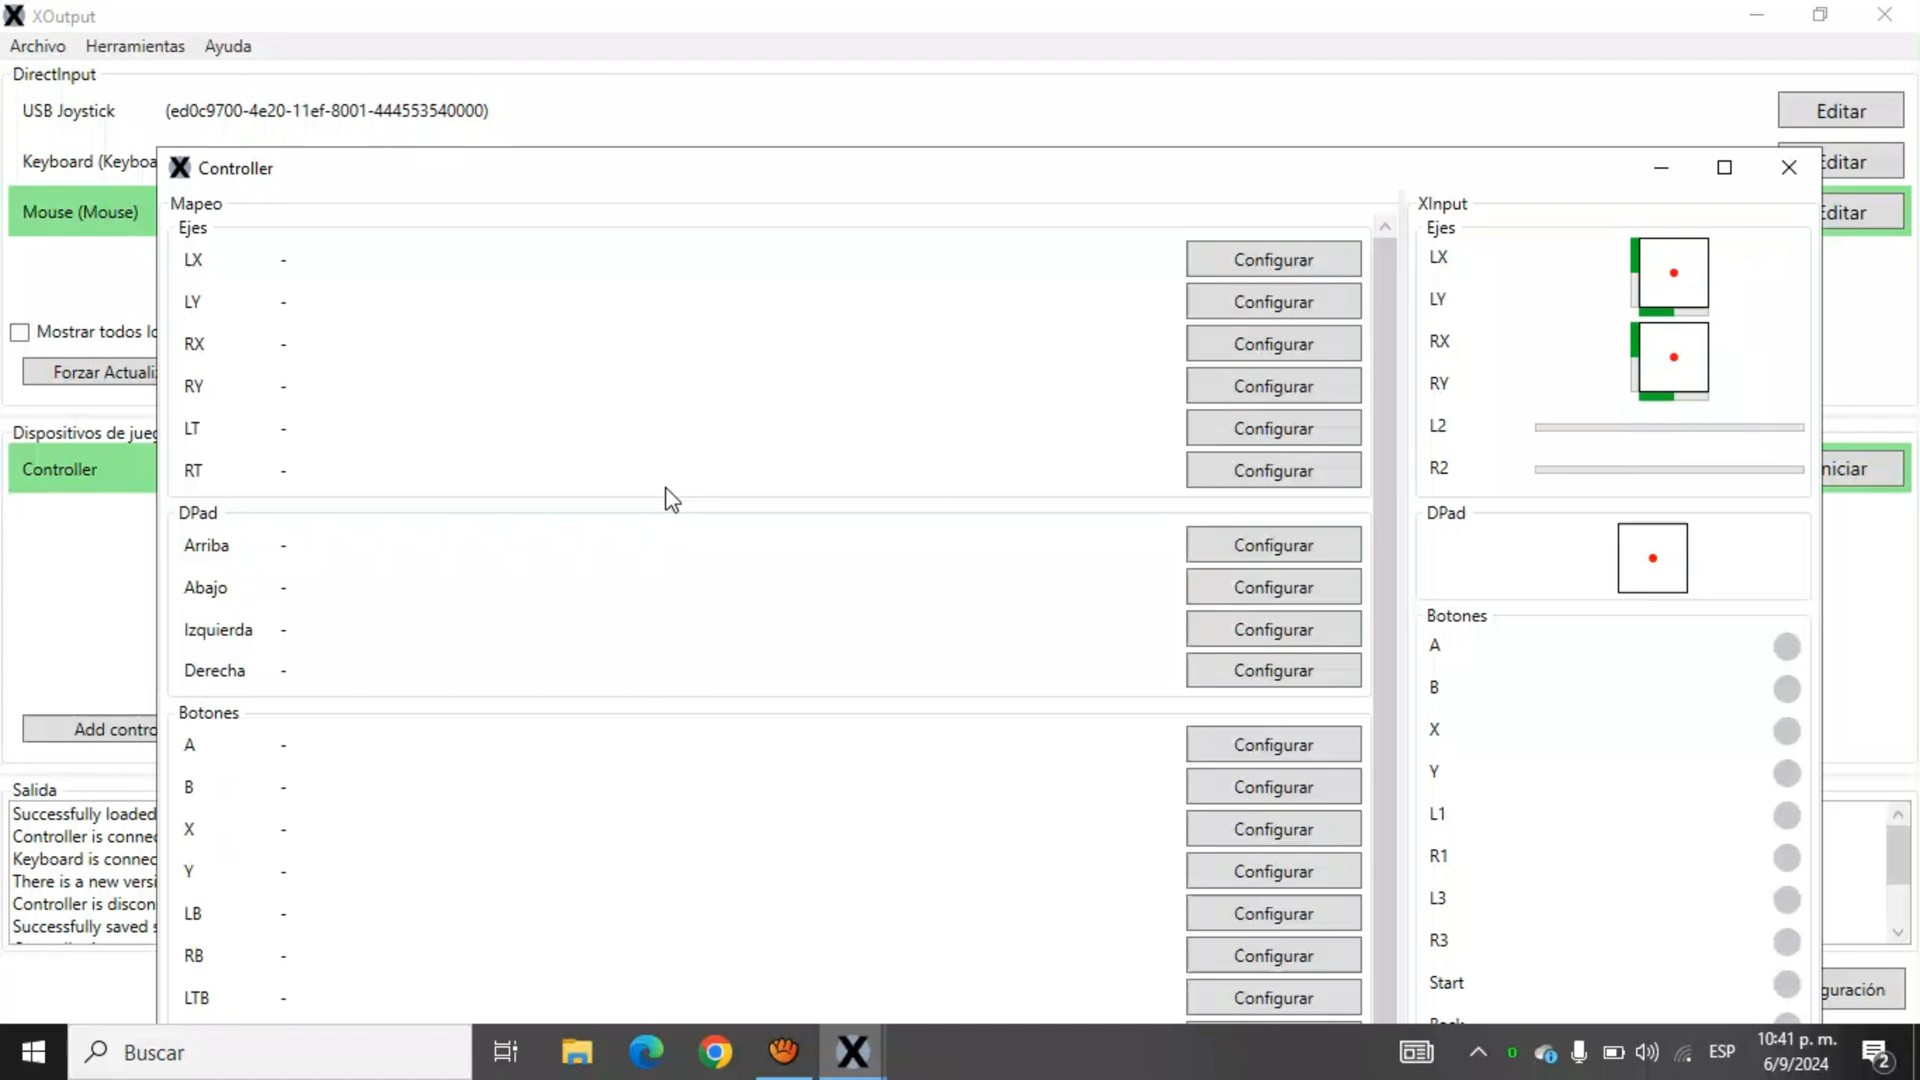 XOutput
Archivo Herramientas Ayuda
DirectInput
USB Joystick (ed0c9700-4e20-11ef-8001-444553540000)
Editar
Keyboard (Keyboa
Editar
Mouse (Mouse)
Editar
Mostrar todos lo
Forzar Actualiz
Dispositivos de jueg
Controller
niciar
Add contro
Salida
Successfully loaded
Controller is connec
Keyboard is connec
There is a new versi
Controller is discon
Successfully saved s
guración
Controller
Mapeo
Ejes
LX - Configurar
LY - Configurar
RX - Configurar
RY - Configurar
LT - Configurar
RT - Configurar
DPad
Arriba - Configurar
Abajo - Configurar
Izquierda - Configurar
Derecha - Configurar
Botones
A - Configurar
B - Configurar
X - Configurar
Y - Configurar
LB - Configurar
RB - Configurar
LTB - Configurar
XInput
Ejes
LX
LY
RX
RY
L2
R2
DPad
Botones
A
B
X
Y
L1
R1
L3
R3
Start
Buscar
0
ESP
10:41 p. m.
6/9/2024
2